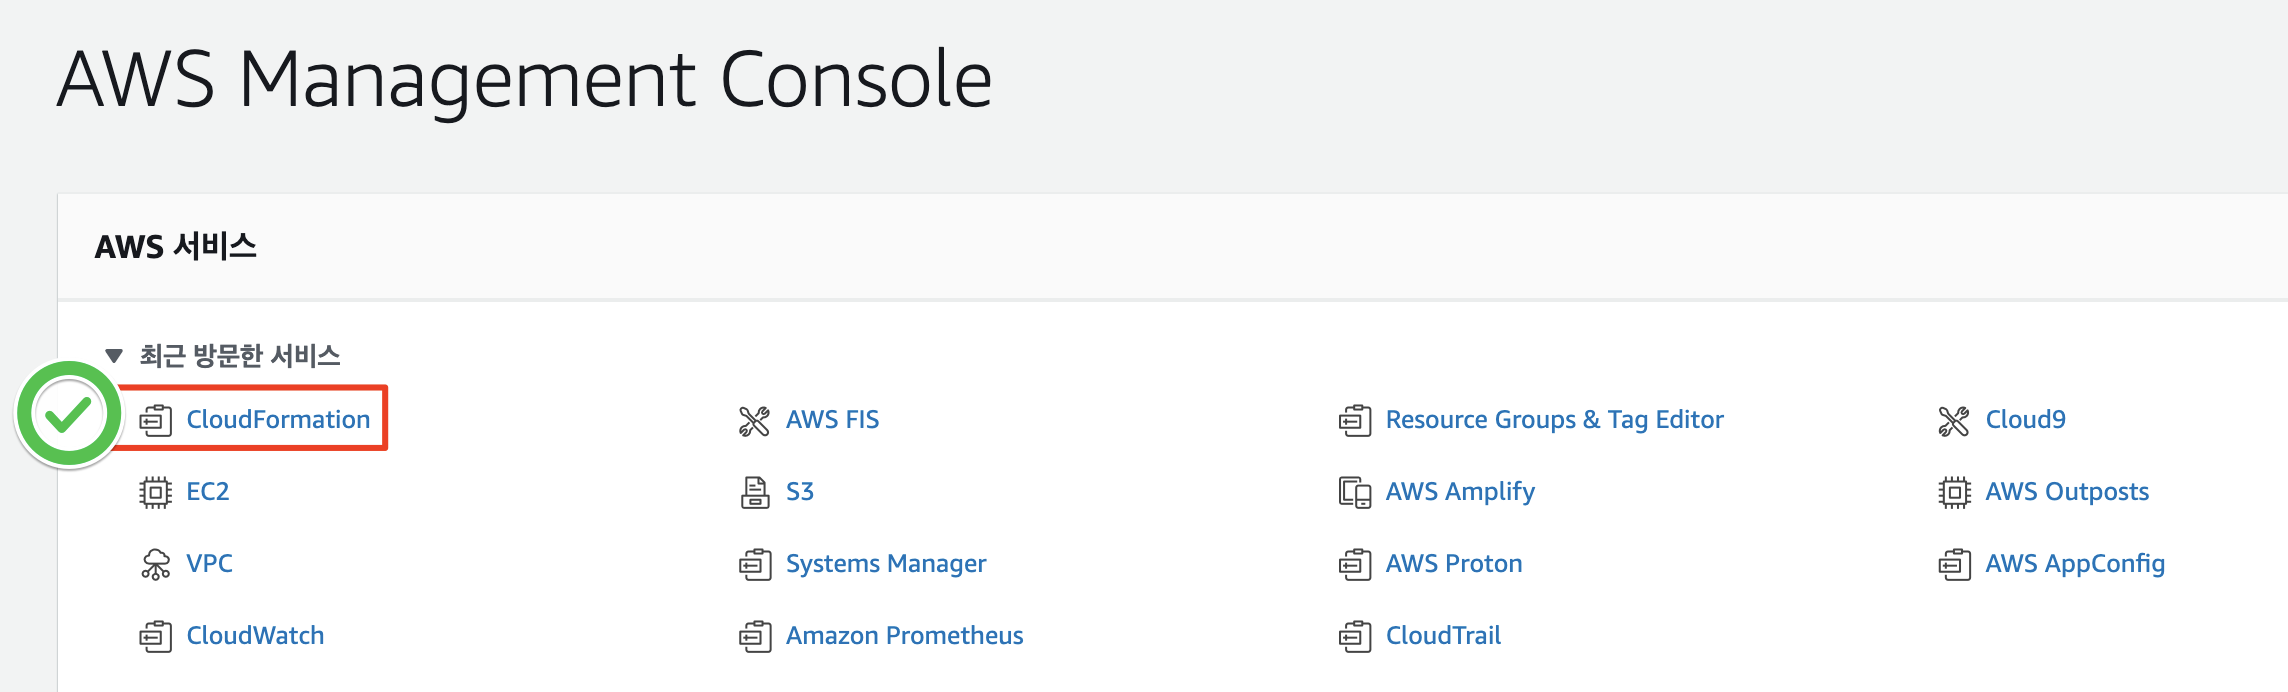 AWS Management Console
AWS 서비스
최근 방문한 서비스
CloudFormation
AWS FIS
Resource Groups & Tag Editor
Cloud9
EC2
S3
AWS Amplify
AWS Outposts
VPC
Systems Manager
AWS Proton
AWS AppConfig
CloudWatch
Amazon Prometheus
CloudTrail